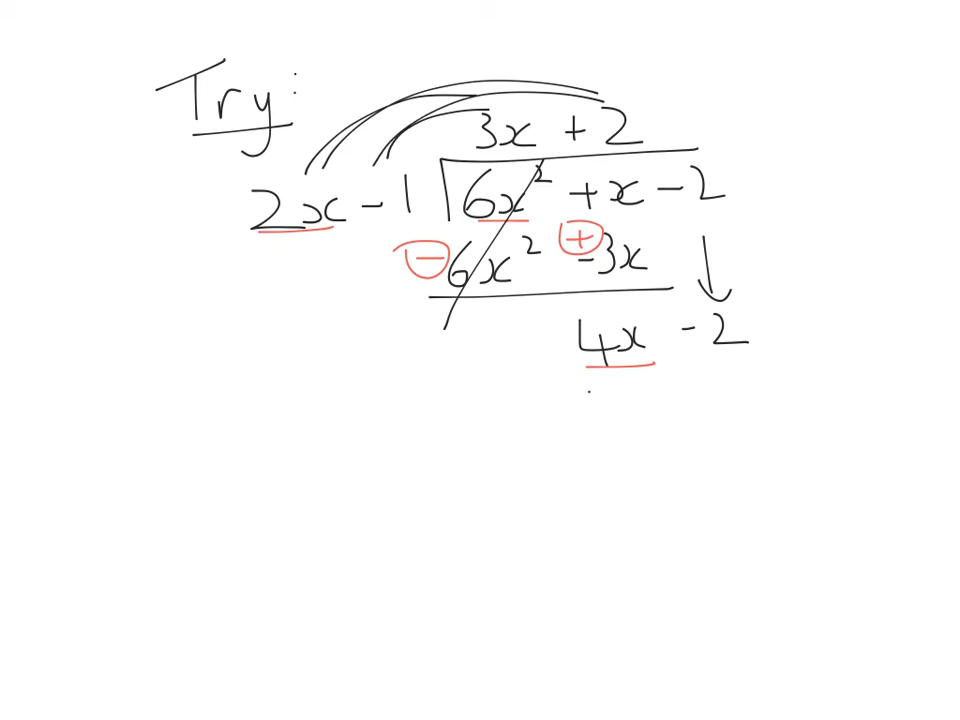 Try:
3x + 2
2x - 1 6x² + x - 2
- 6x² + - 3x
4x - 2